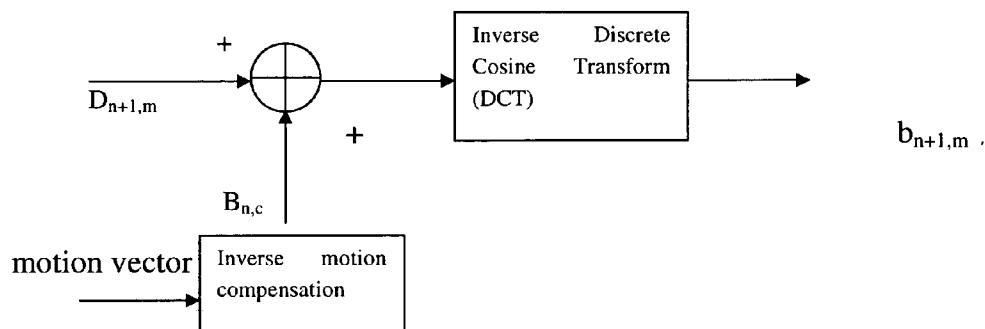 +
Inverse Discrete
Cosine Transform
(DCT)
D_{n+1,m}
+
b_{n+1,m} .
B_{n,c}
motion vector
Inverse motion
compensation